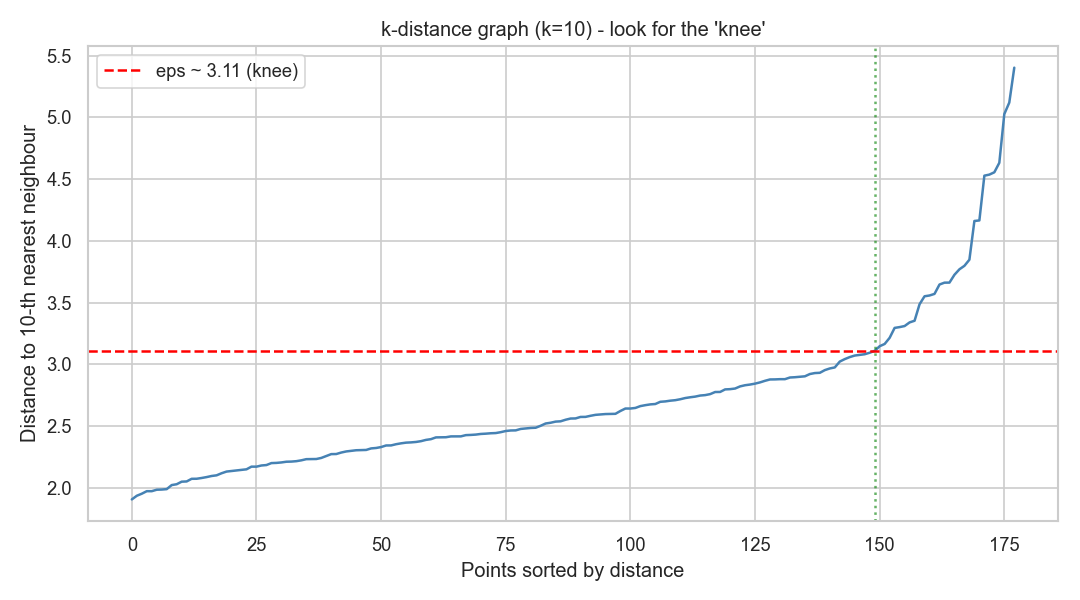 k-distance graph (k=10) - look for the 'knee'
eps ~ 3.11 (knee)
Distance to 10-th nearest neighbour
5.5
5.0
4.5
4.0
3.5
3.0
2.5
2.0
0 25 50 75 100 125 150 175
Points sorted by distance